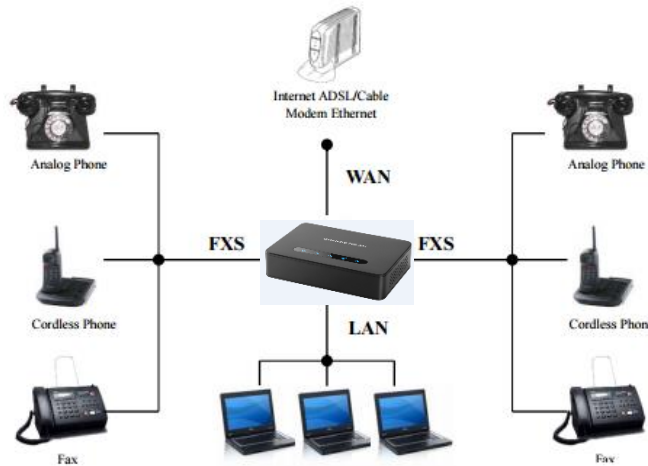 Internet ADSL/Cable
Modem Ethernet
Analog Phone
Analog Phone
WAN
FXS
FXS
LAN
Cordless Phone
Cordless Phon
Fax
Fax